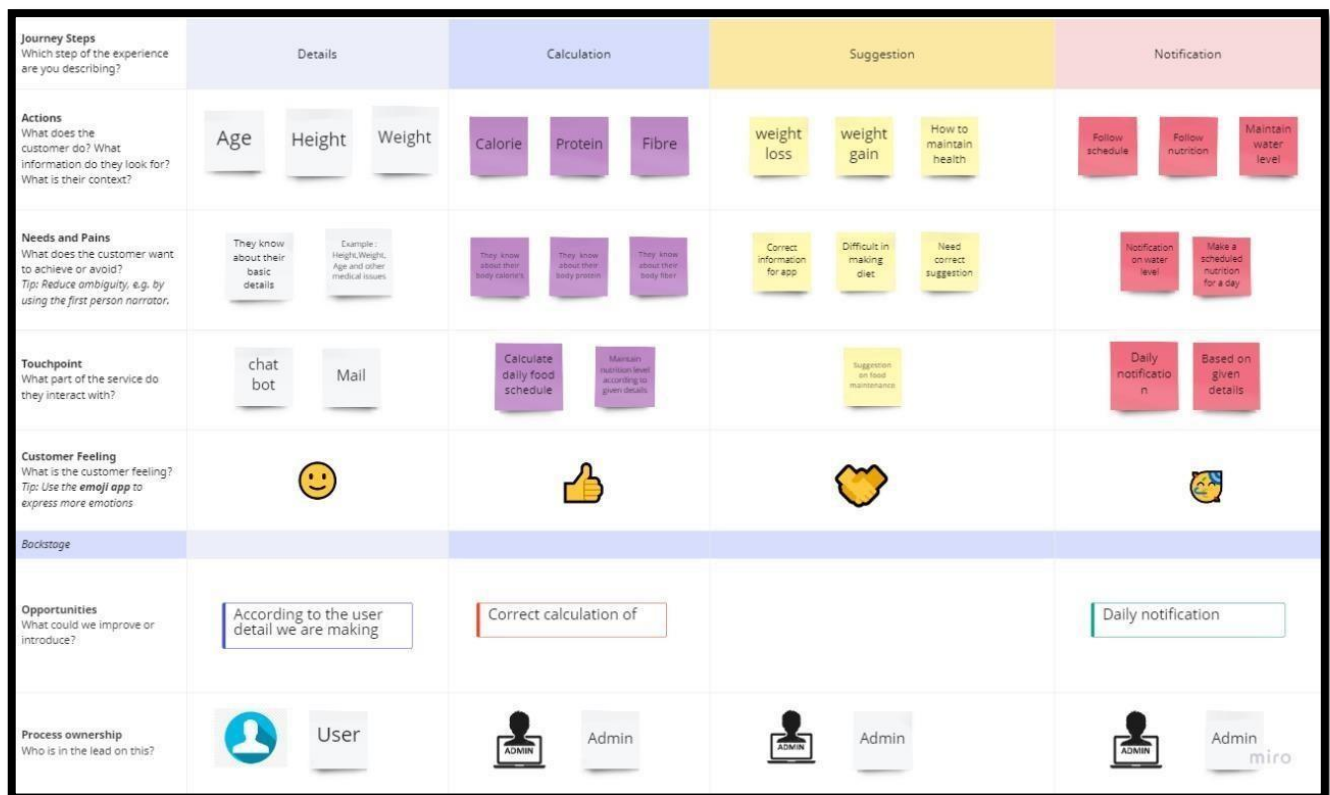 Journey Steps
Which step of the experience
are you describing?
Details
Calculation
Suggestion
Notification
Actions
What does the
customer do? What
information do they look for?
What is their context?
Age
Height
Weight
Calorie
Protein
Fibre
weight
loss
weight
gain
How to
maintain
health
Follow
schedule
Follow
nutrition
Maintain
water
level
Needs and Pains
What does the customer want
to achieve or avoid?
Tip: Reduce ambiguity, e.g. by
using the first person narrator.
They know
about their
basic
details
Example :
Height,Weight,
Age and other
medical issues
They know
about their
body calorie's
They know
about their
body protein
They know
about their
body fiber
Correct
information
for app
Difficult in
making
diet
Need
correct
suggestion
Notification
on water
level
Make a
scheduled
nutrition
for a day
Touchpoint
What part of the service do
they interact with?
chat
bot
Mail
Calculate
daily food
schedule
Maintain
nutrition level
according to
given details
Suggestion
on food
maintenance
Daily
notificatio
n
Based on
given
details
Customer Feeling
What is the customer feeling?
Tip: Use the emoji app to
express more emotions
Backstage
Opportunities
What could we improve or
introduce?
According to the user
detail we are making
Correct calculation of
Daily notification
Process ownership
Who is in the lead on this?
User
ADMIN
Admin
ADMIN
Admin
ADMIN
Admin
miro